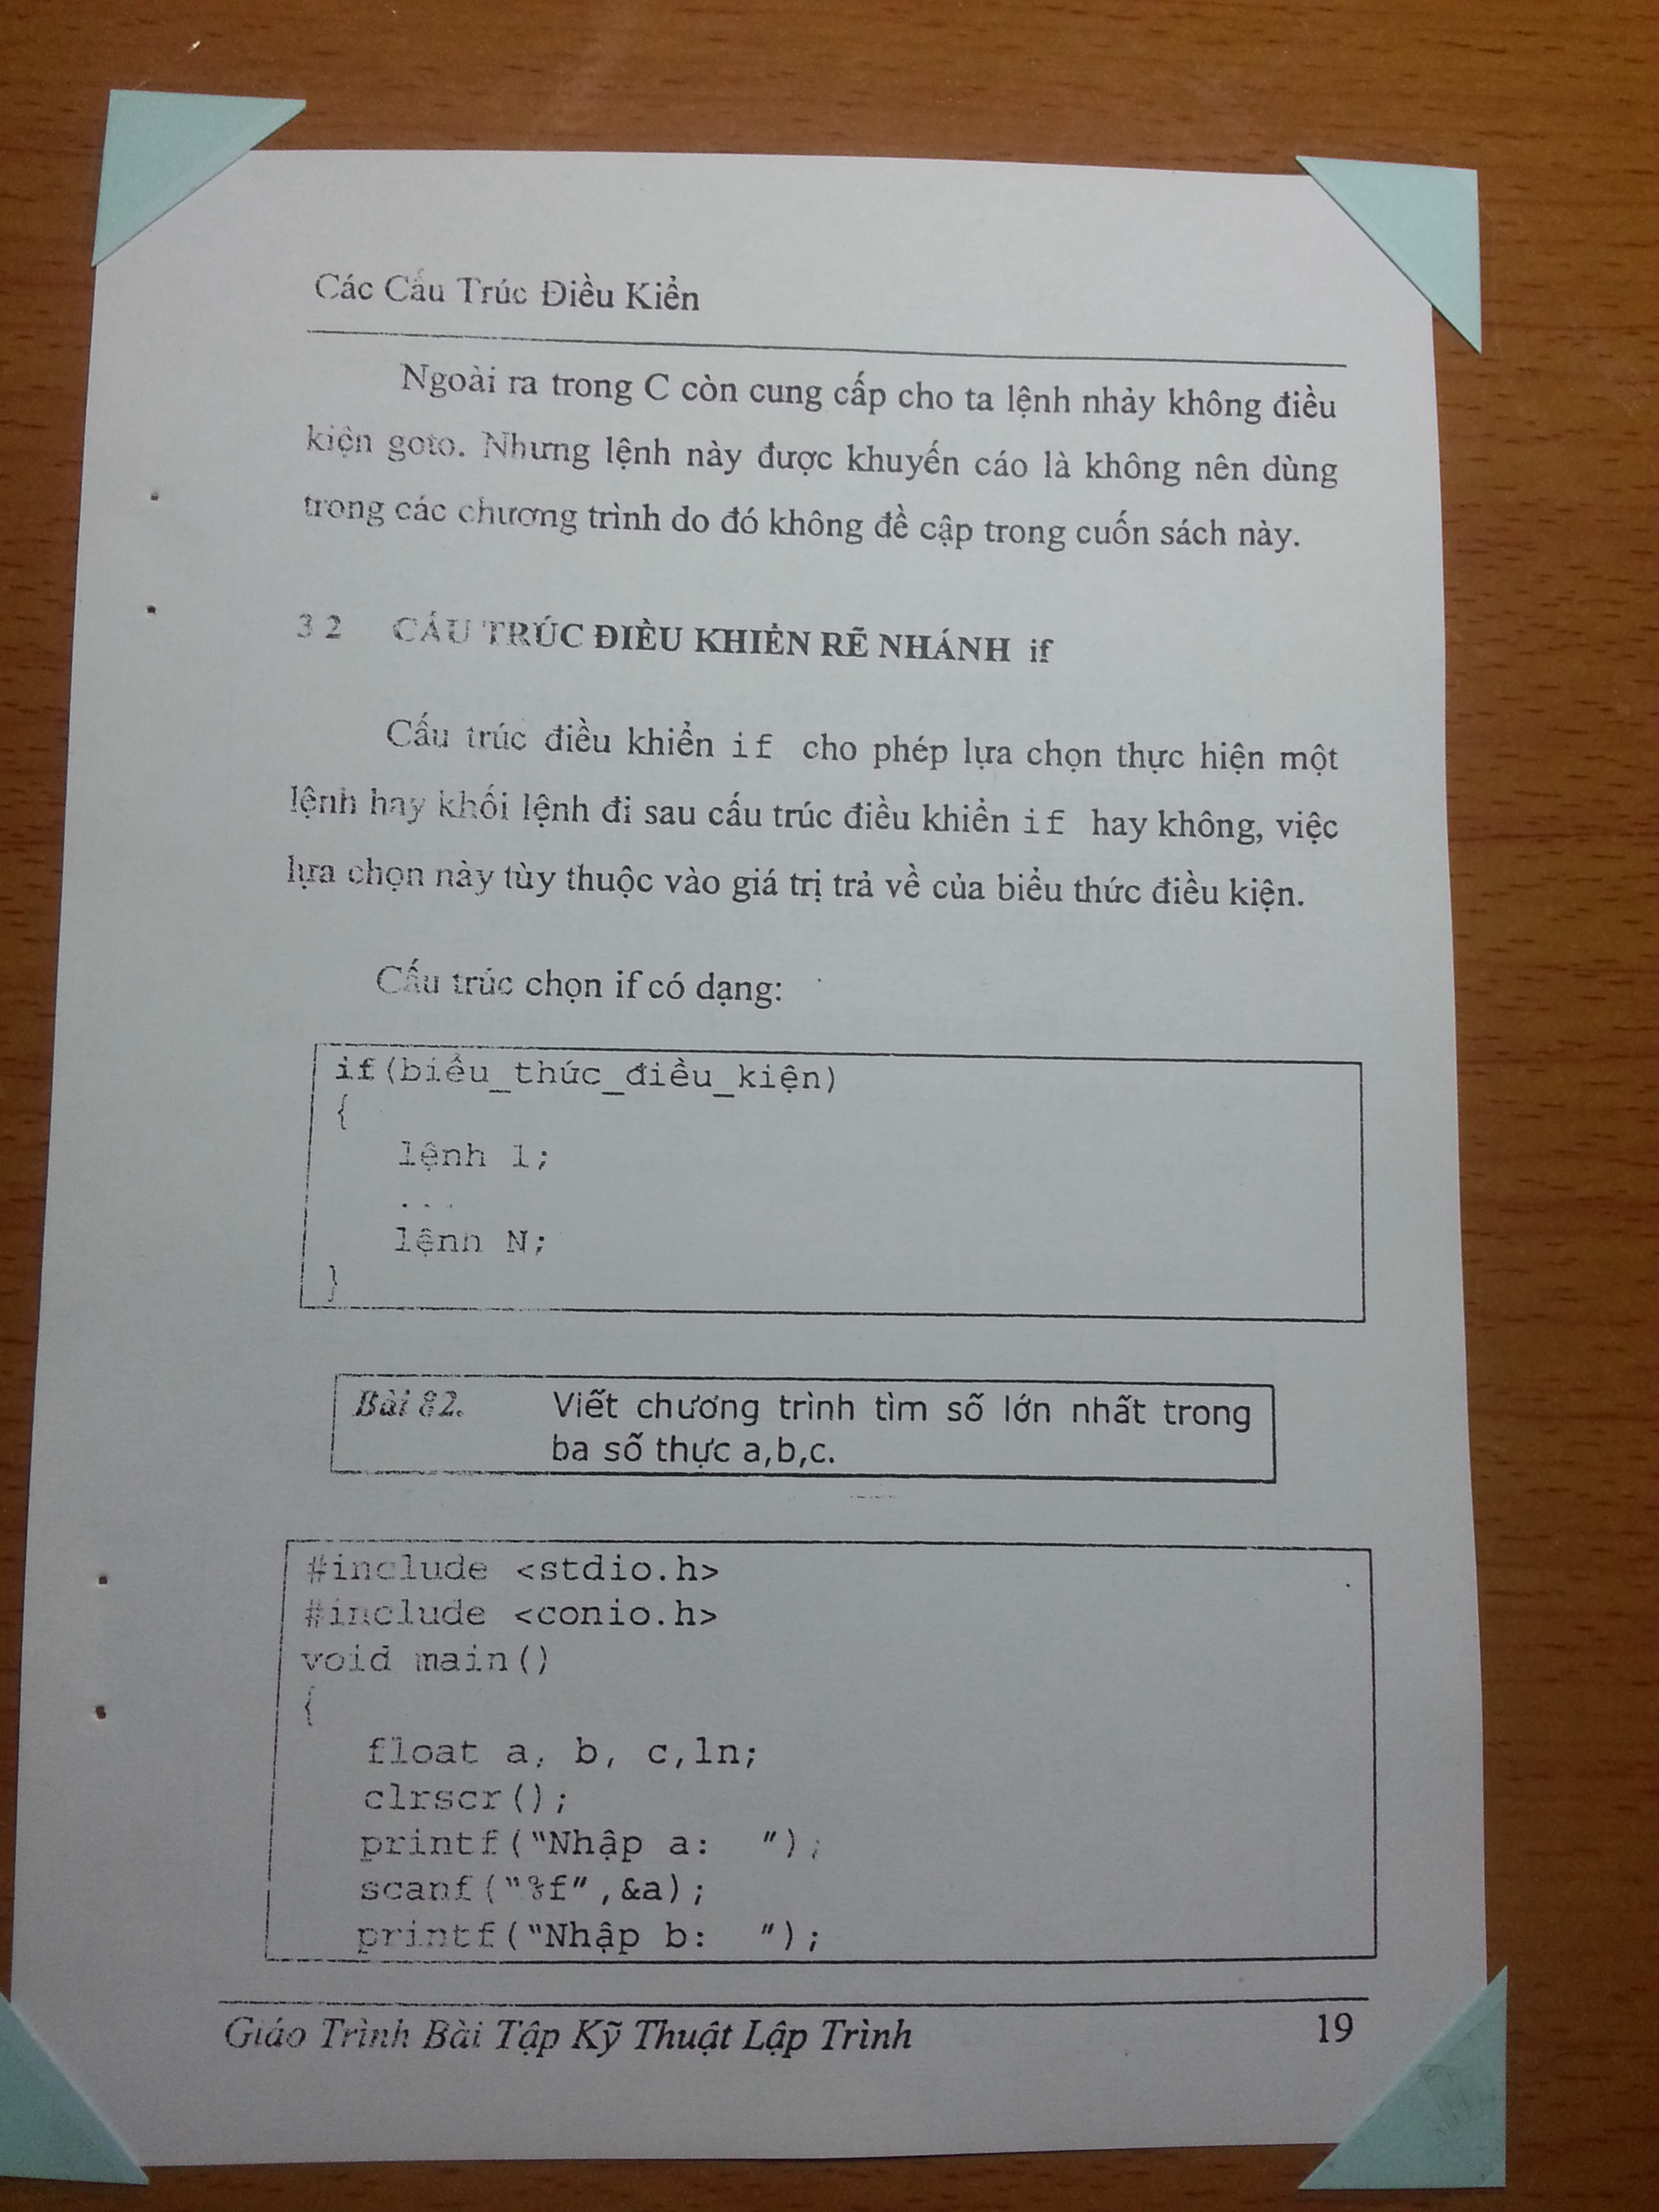 Các Cấu Trúc Điều Kiển
Ngoài ra trong C còn cung cấp cho ta lệnh nhảy không điều
kiện goto. Nhưng lệnh này được khuyến cáo là không nên dùng
trong các chương trình do đó không đề cập trong cuốn sách này.
3 2 CẤU TRÚC ĐIỀU KHIỂN RẼ NHÁNH if
Cấu trúc điều khiển if cho phép lựa chọn thực hiện một
lệnh hay khối lệnh đi sau cấu trúc điều khiển if hay không, việc
lựa chọn này tùy thuộc vào giá trị trả về của biểu thức điều kiện.
Cấu trúc chọn if có dạng:
if(biểu_thức_điều_kiện)
{
lệnh 1;
...
lệnh N;
}
Bài 82. Viết chương trình tìm số lớn nhất trong
ba số thực a,b,c.
#include <stdio.h>
#include <conio.h>
void main()
{
float a, b, c,ln;
clrscr();
printf(“Nhập a:  ”);
scanf(“%f”,&a);
printf(“Nhập b:  ”);
Giáo Trình Bài Tập Kỹ Thuật Lập Trình 19